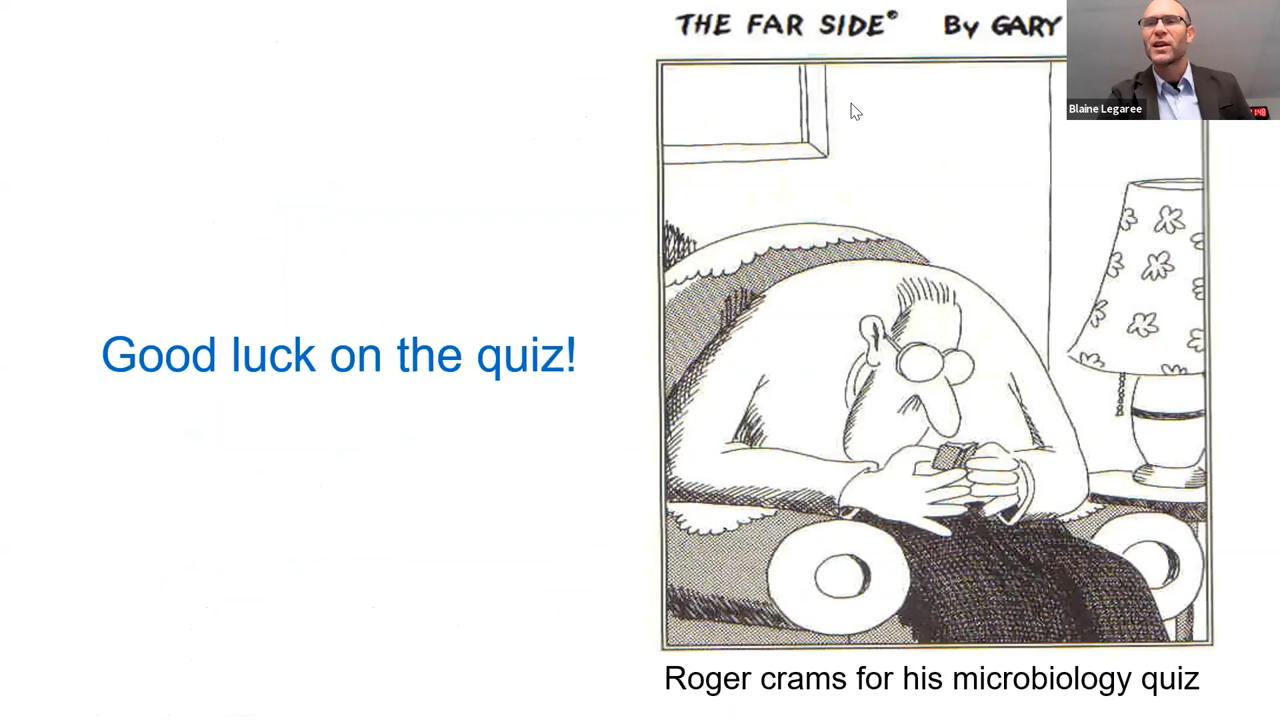 THE FAR SIDE® By GARY
Blaine Legaree
Good luck on the quiz!
Roger crams for his microbiology quiz